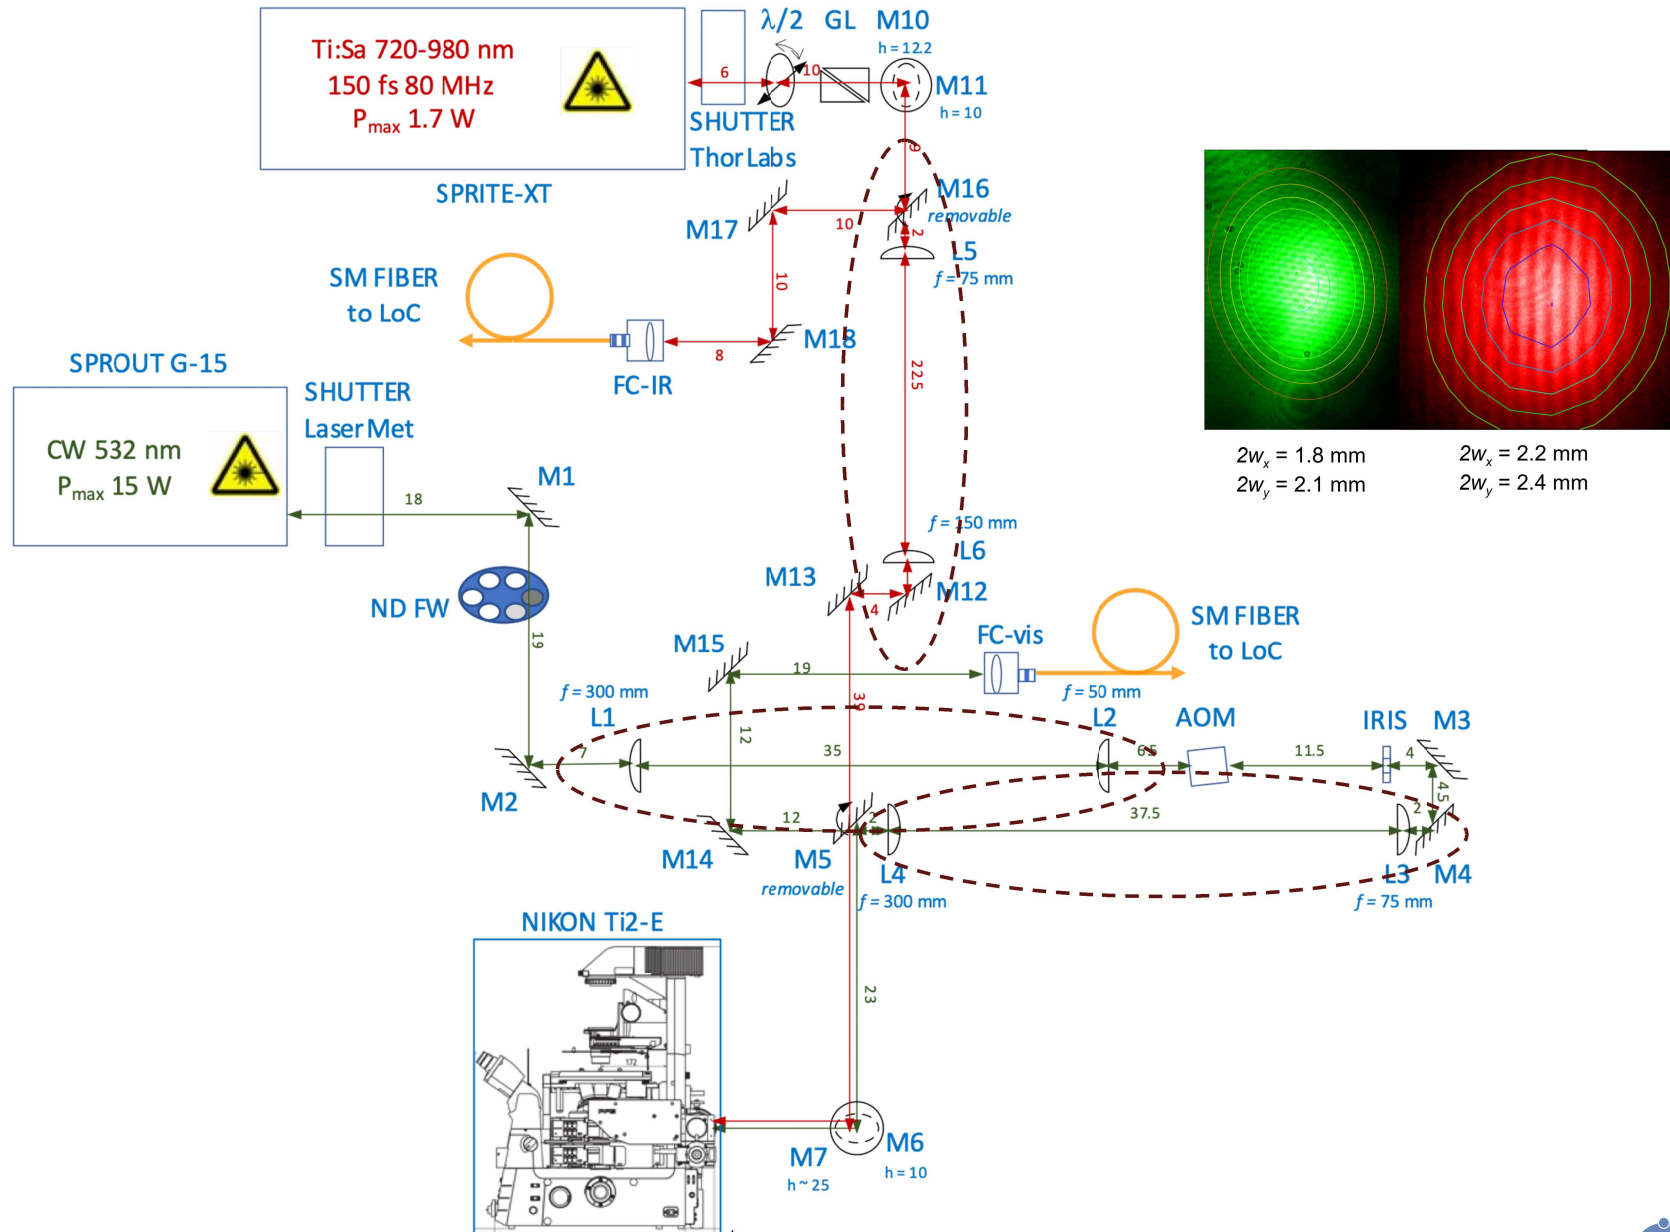 λ/2 GL M10
h = 12.2
Ti:Sa 720-980 nm
150 fs 80 MHz
Pmax 1.7 W
6
10
M11
h = 10
SHUTTER
ThorLabs
SPRITE-XT
9
M16
removable
M17
10
2
L5
f = 75 mm
10
SM FIBER
to LoC
M18
8
FC-IR
22.5
2wx = 1.8 mm
2wy = 2.1 mm
2wx = 2.2 mm
2wy = 2.4 mm
SPROUT G-15
SHUTTER
LaserMet
CW 532 nm
Pmax 15 W
18
M1
f = 150 mm
L6
M13
M12
4
ND FW
19
M15
19
FC-vis
SM FIBER
to LoC
39
f = 300 mm
L1
f = 50 mm
L2
AOM
IRIS
M3
12
7
35
6.5
11.5
4
M2
4.5
12
2
37.5
2
M14
M5
removable
L4
f = 300 mm
L3
f = 75 mm
M4
NIKON Ti2-E
23
172
M7
h ~ 25
M6
h = 10